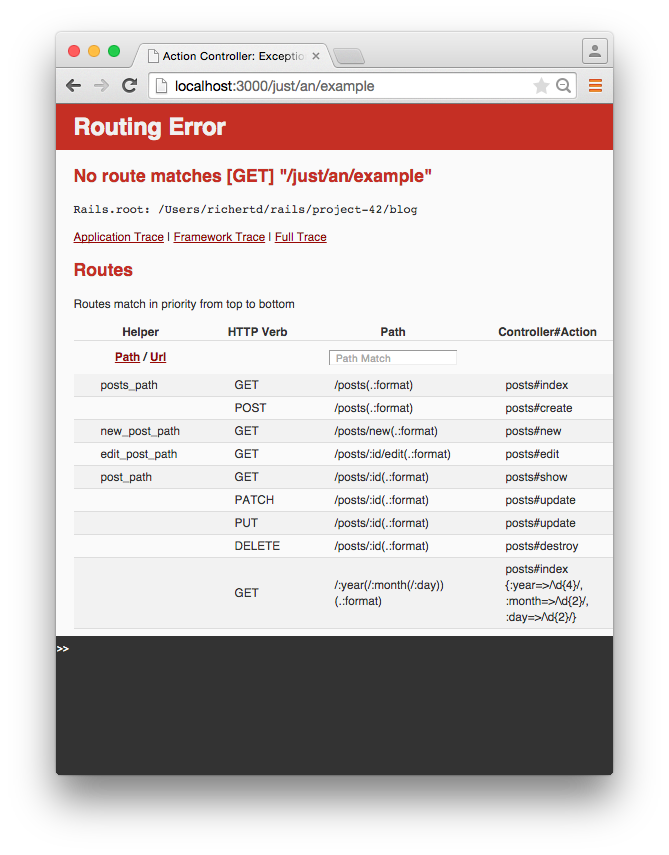 Action Controller: Exceptio
localhost:3000/just/an/example
Routing Error
No route matches [GET] "/just/an/example"
Rails.root: /Users/richertd/rails/project-42/blog
Application Trace | Framework Trace | Full Trace
Routes
Routes match in priority from top to bottom
Helper HTTP Verb Path Controller#Action
Path / Url Path Match
posts_path GET /posts(.:format) posts#index
POST /posts(.:format) posts#create
new_post_path GET /posts/new(.:format) posts#new
edit_post_path GET /posts/:id/edit(.:format) posts#edit
post_path GET /posts/:id(.:format) posts#show
PATCH /posts/:id(.:format) posts#update
PUT /posts/:id(.:format) posts#update
DELETE /posts/:id(.:format) posts#destroy
GET /:year(/:month(/:day))
(.:format)
posts#index
{:year=>/\d{4}/,
:month=>/\d{2}/,
:day=>/\d{2}/}
>>